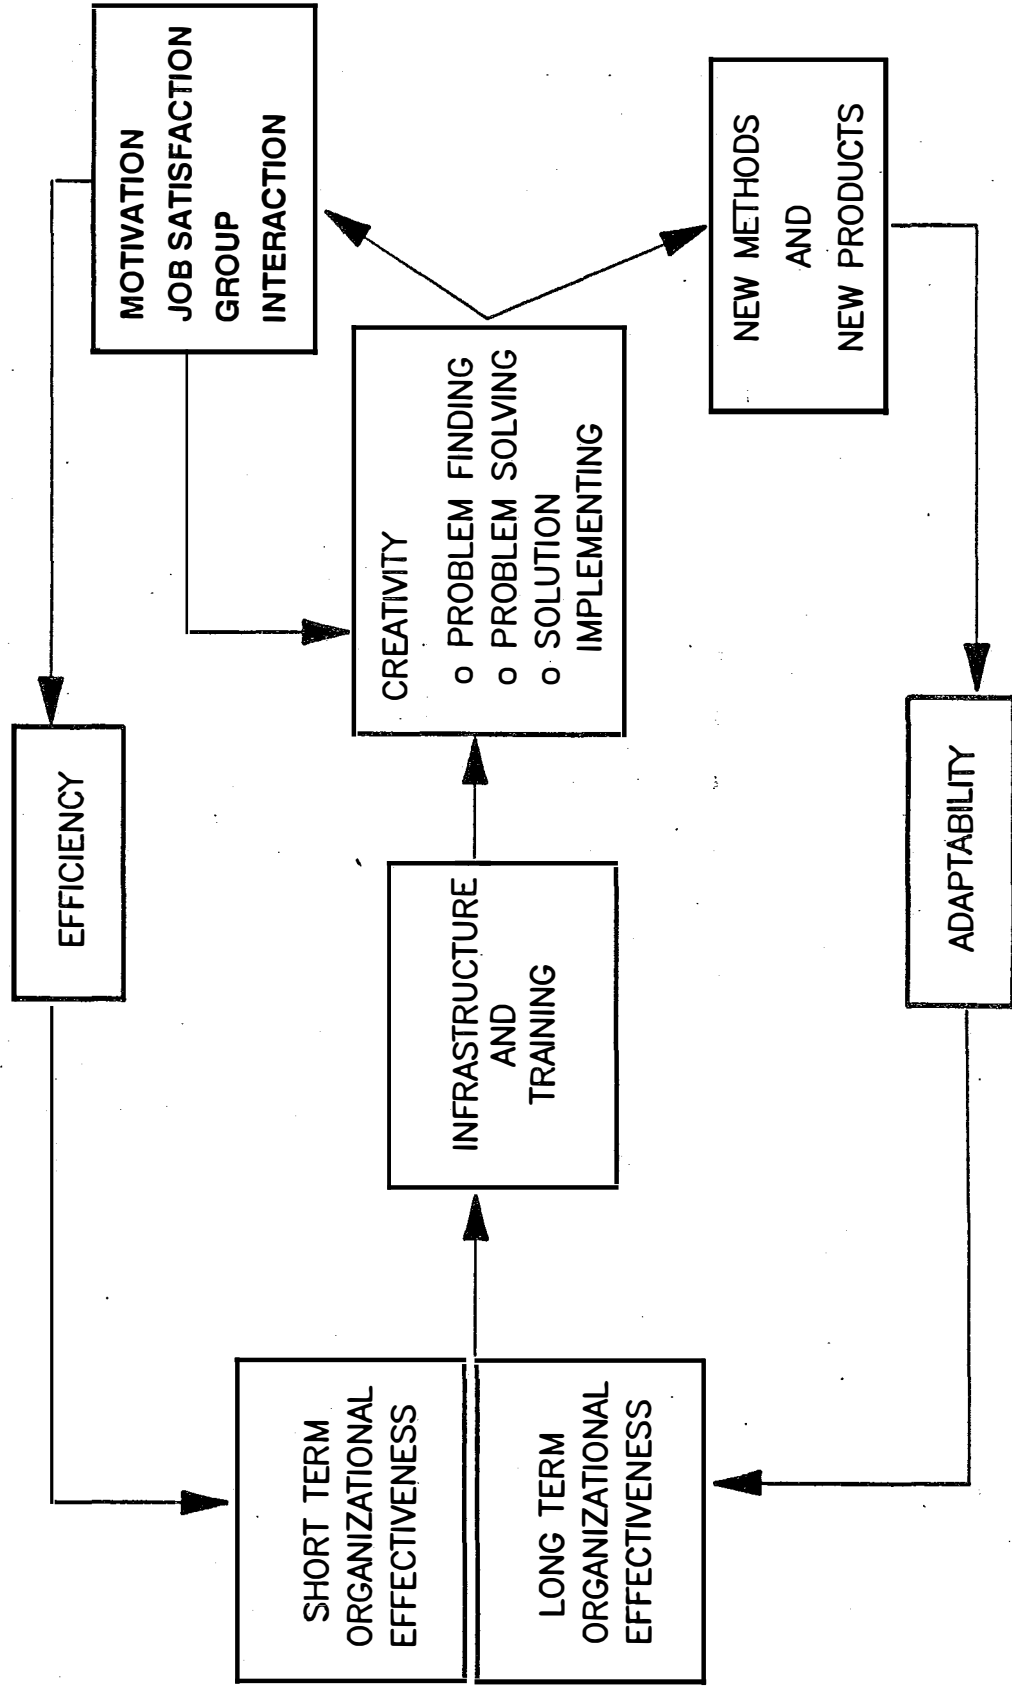 MOTIVATION
JOB SATISFACTION
GROUP
INTERACTION
EFFICIENCY
SHORT TERM
ORGANIZATIONAL
EFFECTIVENESS
LONG TERM
ORGANIZATIONAL
EFFECTIVENESS
INFRASTRUCTURE
AND
TRAINING
CREATIVITY
o PROBLEM FINDING
o PROBLEM SOLVING
o SOLUTION
IMPLEMENTING
NEW METHODS
AND
NEW PRODUCTS
ADAPTABILITY